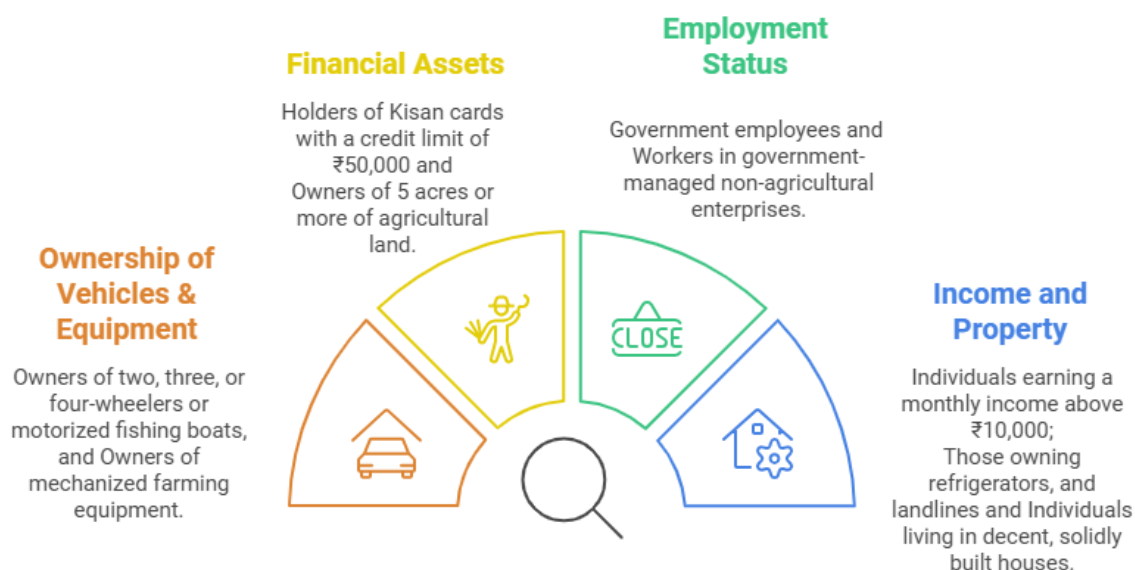 Ownership of
Vehicles &
Equipment
Owners of two, three, or
four-wheelers or
motorized fishing boats,
and Owners of
mechanized farming
equipment.
Financial Assets
Holders of Kisan cards
with a credit limit of
₹50,000 and
Owners of 5 acres or
more of agricultural
land.
Employment
Status
Government employees and
Workers in government-
managed non-agricultural
enterprises.
CLOSE
Income and
Property
Individuals earning a
monthly income above
₹10,000;
Those owning
refrigerators, and
landlines and Individuals
living in decent, solidly
built houses.